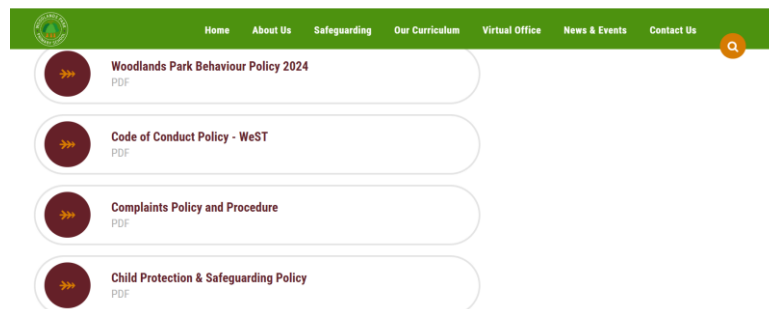 Home About Us Safeguarding Our Curriculum Virtual Office News & Events Contact Us
Woodlands Park Behaviour Policy 2024
PDF
Code of Conduct Policy - WeST
PDF
Complaints Policy and Procedure
PDF
Child Protection & Safeguarding Policy
PDF